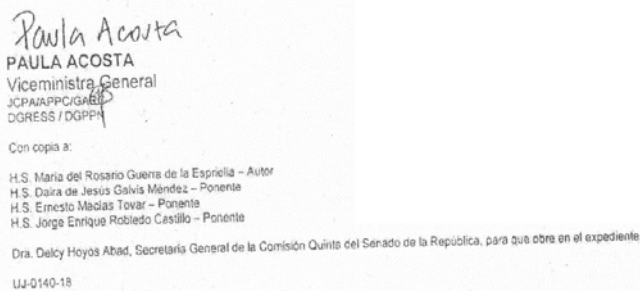 Paula Acosta
PAULA ACOSTA
Viceministra General
JCPA/APPC/GARR
DGRESS / DGPPN
Con copia a:
H.S. María del Rosario Guerra de la Espriella – Autor
H.S. Daira de Jesús Galvis Méndez – Ponente
H.S. Ernesto Macías Tovar – Ponente
H.S. Jorge Enrique Robledo Castillo – Ponente
Dra. Delcy Hoyos Abad, Secretaria General de la Comisión Quinta del Senado de la República, para que obre en el expediente
UJ-0140-18